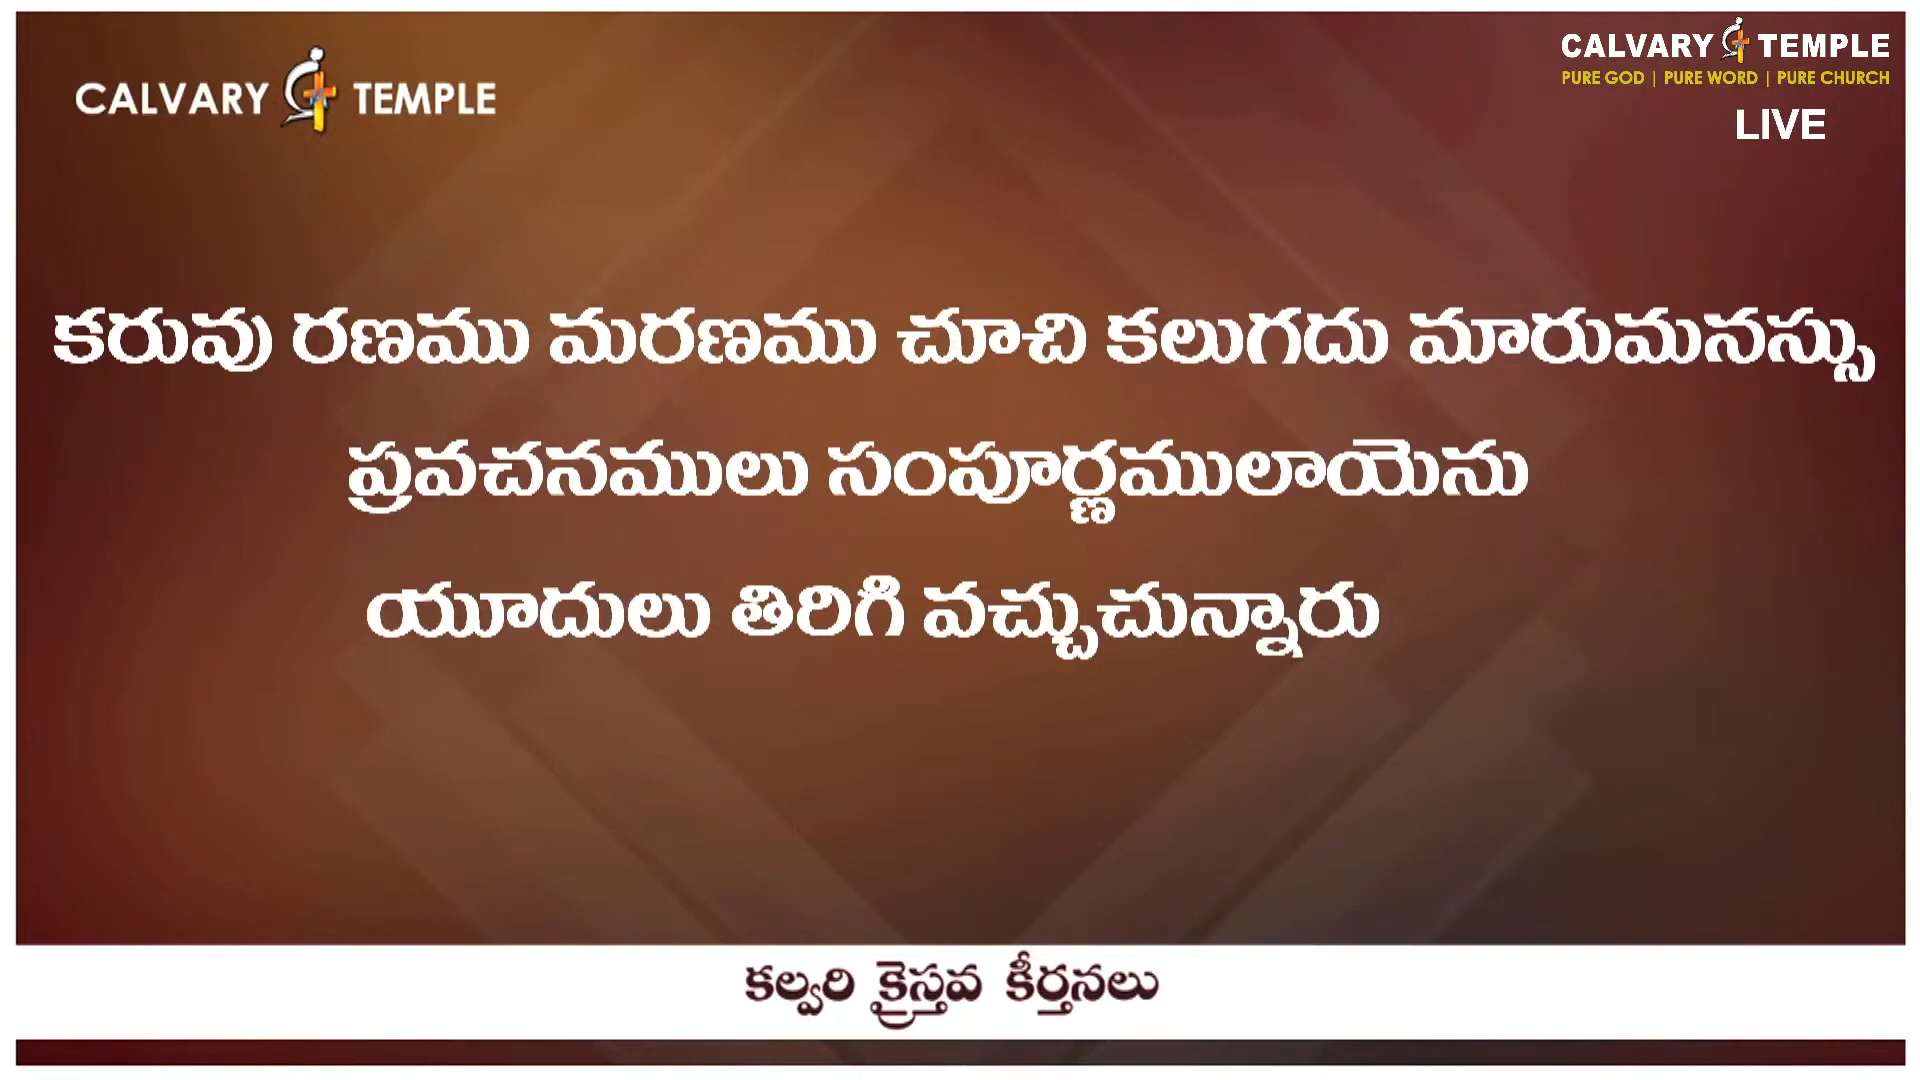 CALVARY TEMPLE
CALVARY TEMPLE
PURE GOD | PURE WORD | PURE CHURCH
LIVE
కరువు రణము మరణము చూచి కలుగదు మారుమనస్సు
ప్రవచనములు సంపూర్ణములాయెను
యూదులు తిరిగి వచ్చుచున్నారు
కల్వరి క్రైస్తవ కీర్తనలు